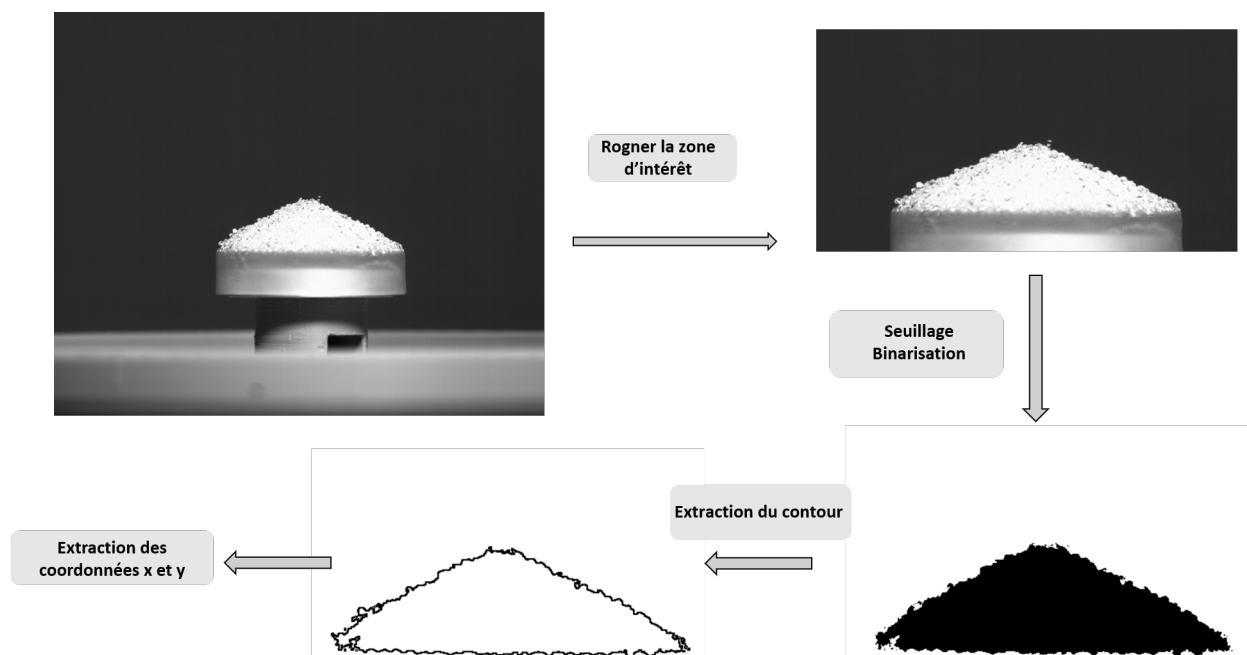 Rogner la zone
d’intérêt
Seuillage
Binarisation
Extraction du contour
Extraction des
coordonnées x et y